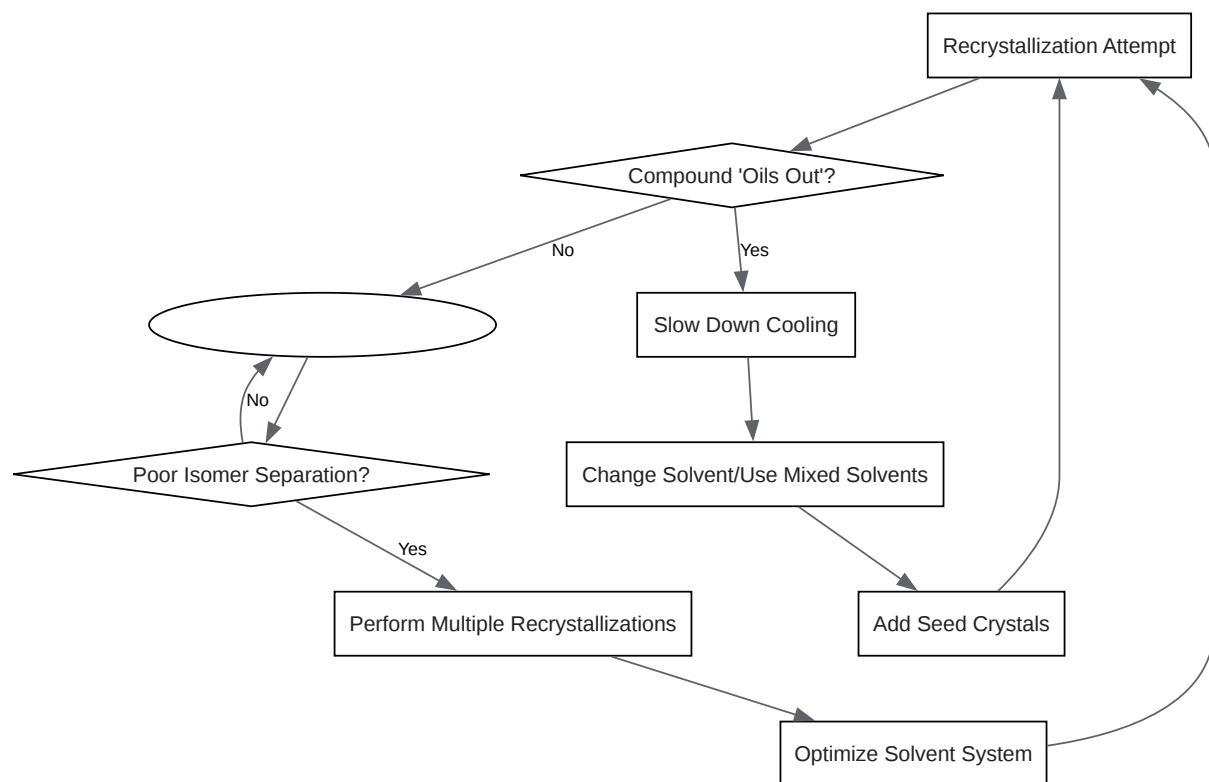 Recrystallization Attempt
Compound 'Oils Out'?
No
Yes
Slow Down Cooling
No
Poor Isomer Separation?
Change Solvent/Use Mixed Solvents
Yes
Perform Multiple Recrystallizations
Add Seed Crystals
Optimize Solvent System